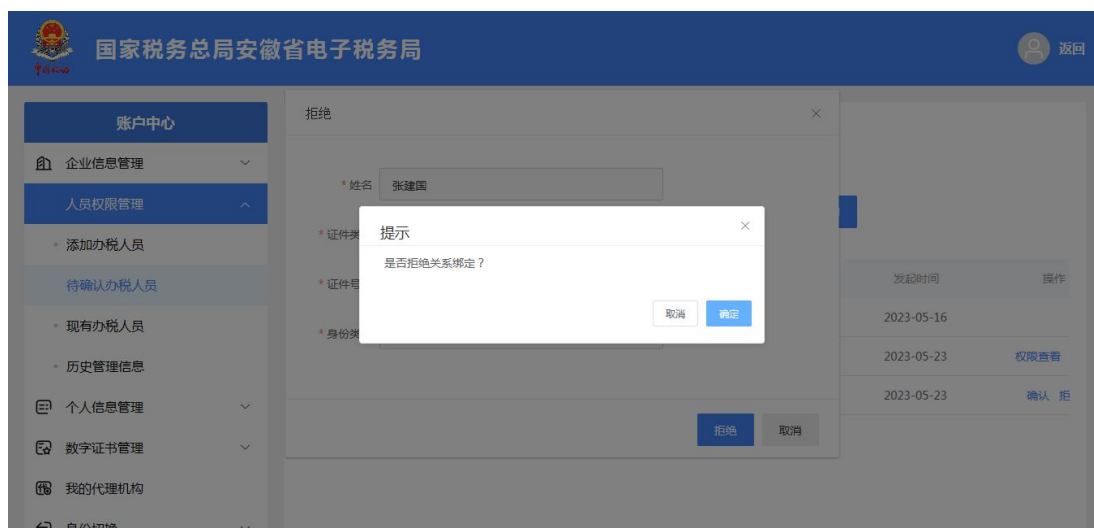 国家税务总局安徽省电子税务局
返回
账户中心
企业信息管理
人员权限管理
添加办税人员
待确认办税人员
现有办税人员
历史管理信息
个人信息管理
数字证书管理
我的代理机构
身份切换
拒绝
*姓名 张建国
*证件类
*证件号
*身份类
提示
是否拒绝关系绑定？
取消 确定
拒绝 取消
发起时间 操作
2023-05-16
2023-05-23 权限查看
2023-05-23 确认 拒